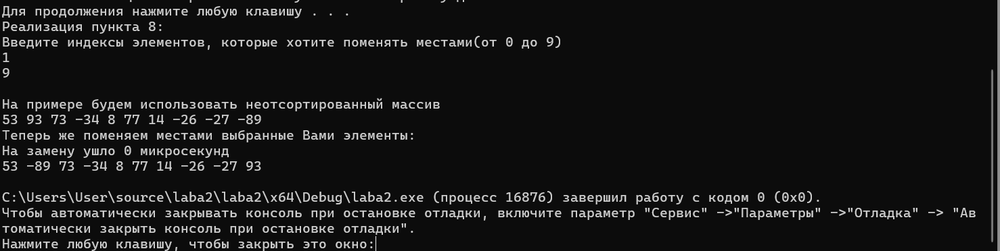 Для продолжения нажмите любую клавишу . . .
Реализация пункта 8:
Введите индексы элементов, которые хотите поменять местами(от 0 до 9)
1
9
На примере будем использовать неотсортированный массив
53 93 73 -34 8 77 14 -26 -27 -89
Теперь же поменяем местами выбранные Вами элементы:
На замену ушло 0 микросекунд
53 -89 73 -34 8 77 14 -26 -27 93
C:\Users\User\source\laba2\laba2\x64\Debug\laba2.exe (процесс 16876) завершил работу с кодом 0 (0x0).
Чтобы автоматически закрывать консоль при остановке отладки, включите параметр "Сервис" ->"Параметры" ->"Отладка" -> "Ав
томатически закрыть консоль при остановке отладки".
Нажмите любую клавишу, чтобы закрыть это окно: